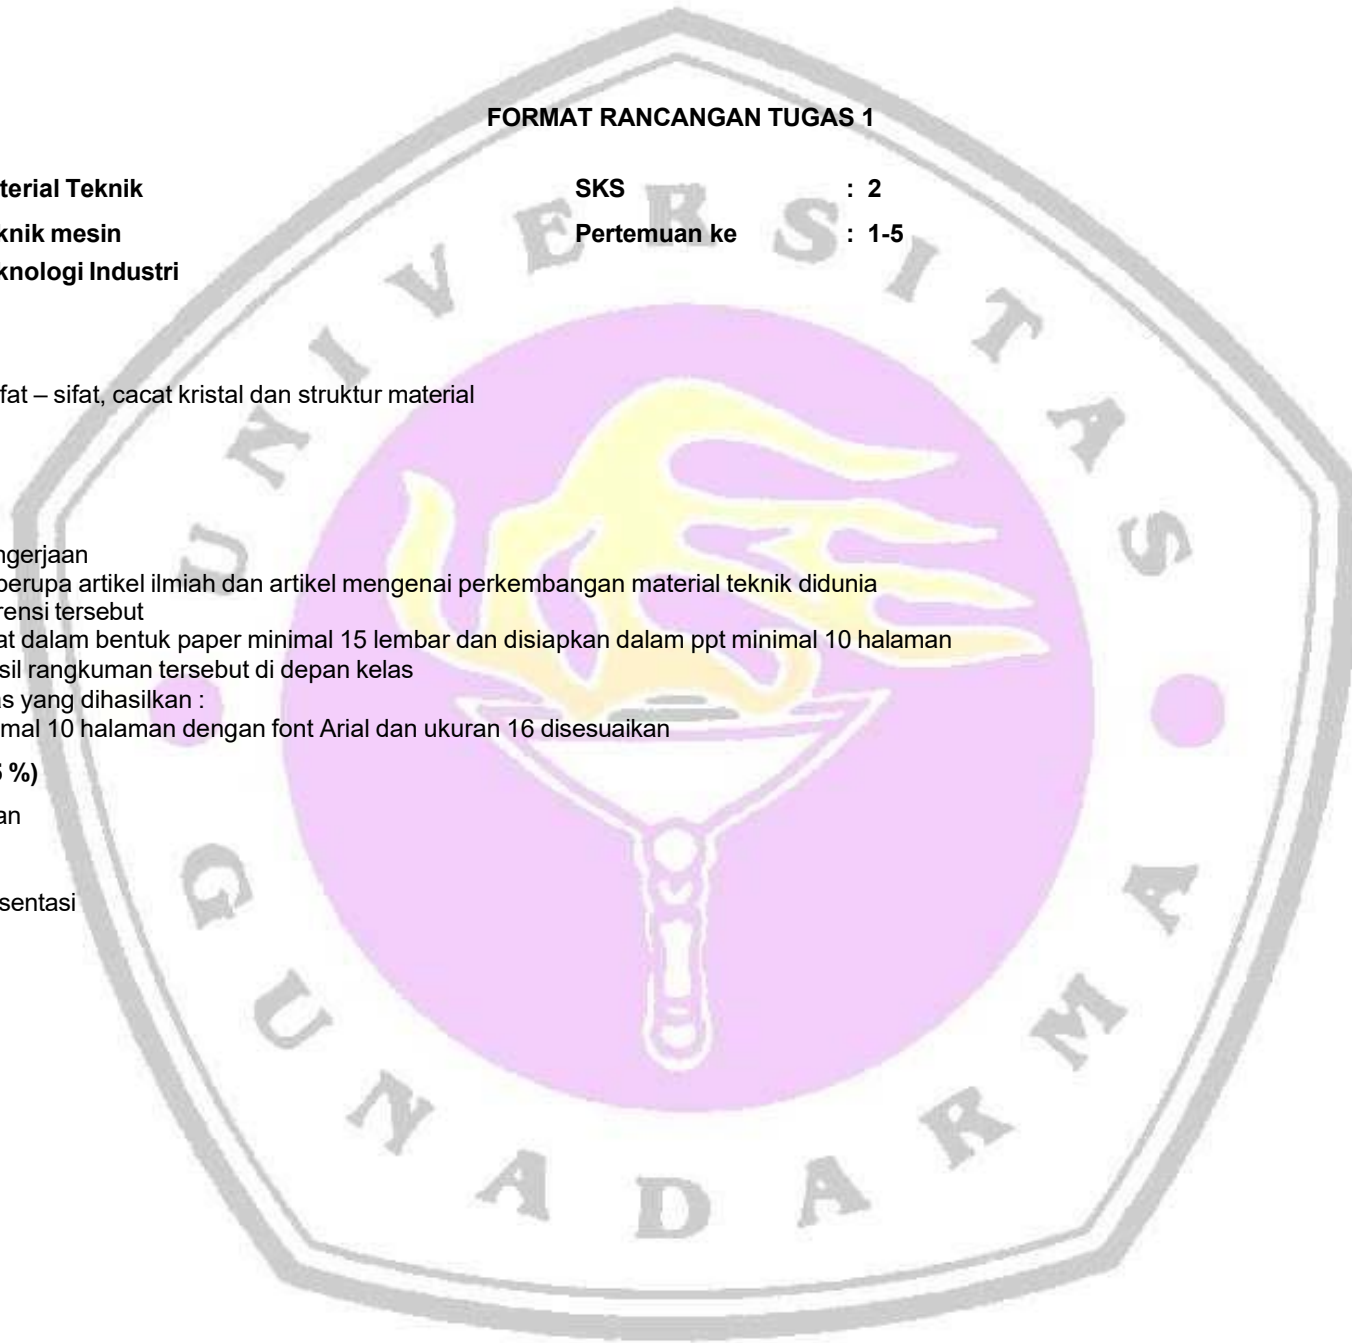 FORMAT RANCANGAN TUGAS 1
terial Teknik SKS : 2
knik mesin Pertemuan ke : 1-5
knologi Industri
fat – sifat, cacat kristal dan struktur material
ngerjaan
berupa artikel ilmiah dan artikel mengenai perkembangan material teknik didunia
rensi tersebut
at dalam bentuk paper minimal 15 lembar dan disiapkan dalam ppt minimal 10 halaman
sil rangkuman tersebut di depan kelas
as yang dihasilkan :
mal 10 halaman dengan font Arial dan ukuran 16 disesuaikan
%)
an
sentasi
UNIVERSITAS
GUNADARMA